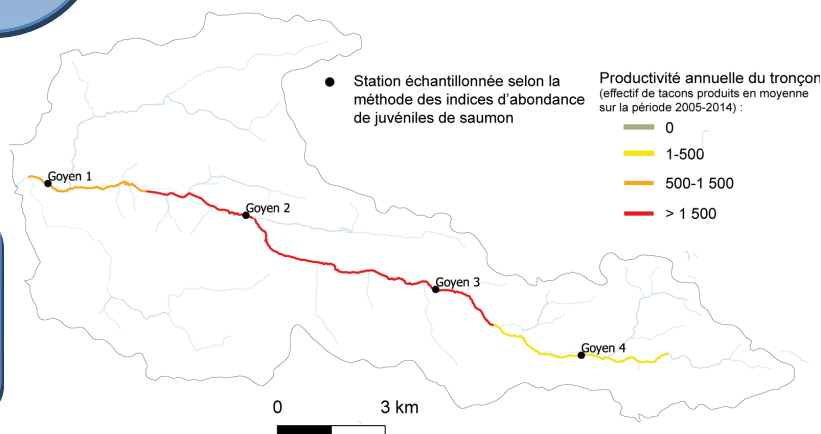 Station échantillonnée selon la
méthode des indices d'abondance
de juvéniles de saumon
Productivité annuelle du tronçon
(effectif de tacons produits en moyenne
sur la période 2005-2014) :
0
1-500
500-1 500
> 1 500
Goyen 1
Goyen 2
Goyen 3
Goyen 4
0 3 km